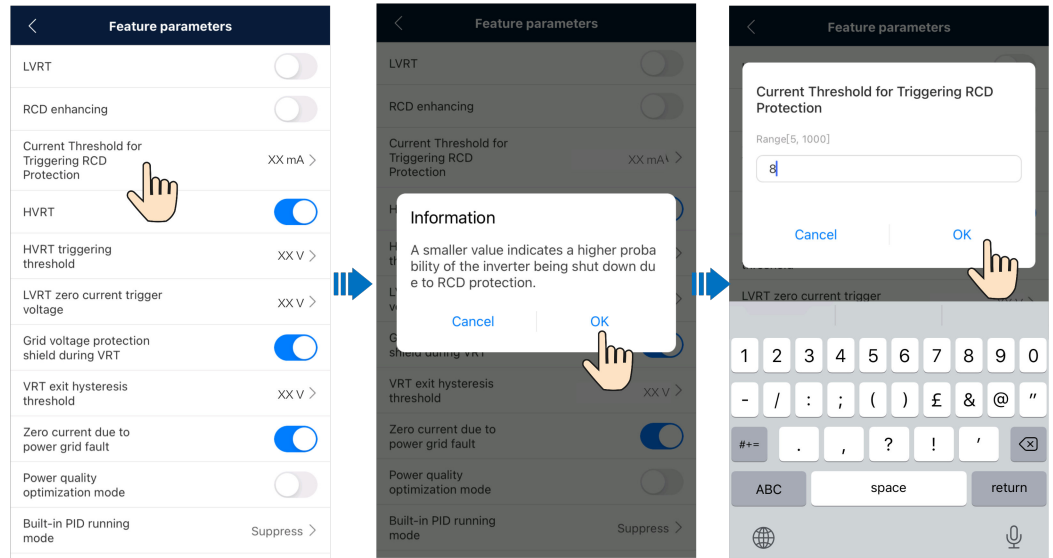 Feature parameters
LVRT
RCD enhancing
Current Threshold for
Triggering RCD
Protection
XX mA
HVRT
HVRT triggering
threshold
XX V
LVRT zero current trigger
voltage
XX V
Grid voltage protection
shield during VRT
VRT exit hysteresis
threshold
XX V
Zero current due to
power grid fault
Power quality
optimization mode
Built-in PID running
mode
Suppress
Feature parameters
LVRT
RCD enhancing
Current Threshold for
Triggering RCD
Protection
XX mA
Information
A smaller value indicates a higher proba
bility of the inverter being shut down du
e to RCD protection.
Cancel
OK
shield during VRT
VRT exit hysteresis
threshold
XX V
Zero current due to
power grid fault
Power quality
optimization mode
Built-in PID running
mode
Suppress
Feature parameters
Current Threshold for Triggering RCD
Protection
Range[5, 1000]
8
Cancel
OK
LVRT zero current trigger
1 2 3 4 5 6 7 8 9 0
- / : ; ( ) £ & @ "
#+= . , ? ! '
ABC space return